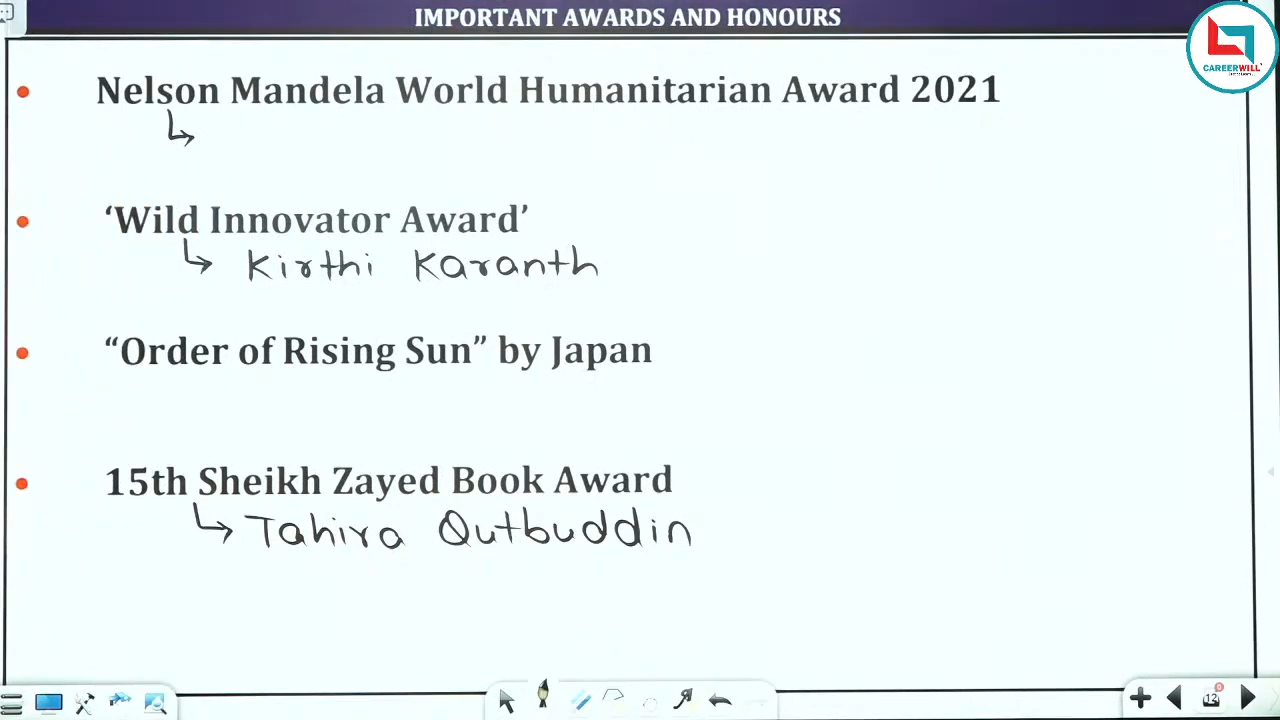 IMPORTANT AWARDS AND HONOURS
CAREERWILL
Nelson Mandela World Humanitarian Award 2021
‘Wild Innovator Award’
Kirthi Karanth
“Order of Rising Sun” by Japan
15th Sheikh Zayed Book Award
Tahira Qutbuddin
12